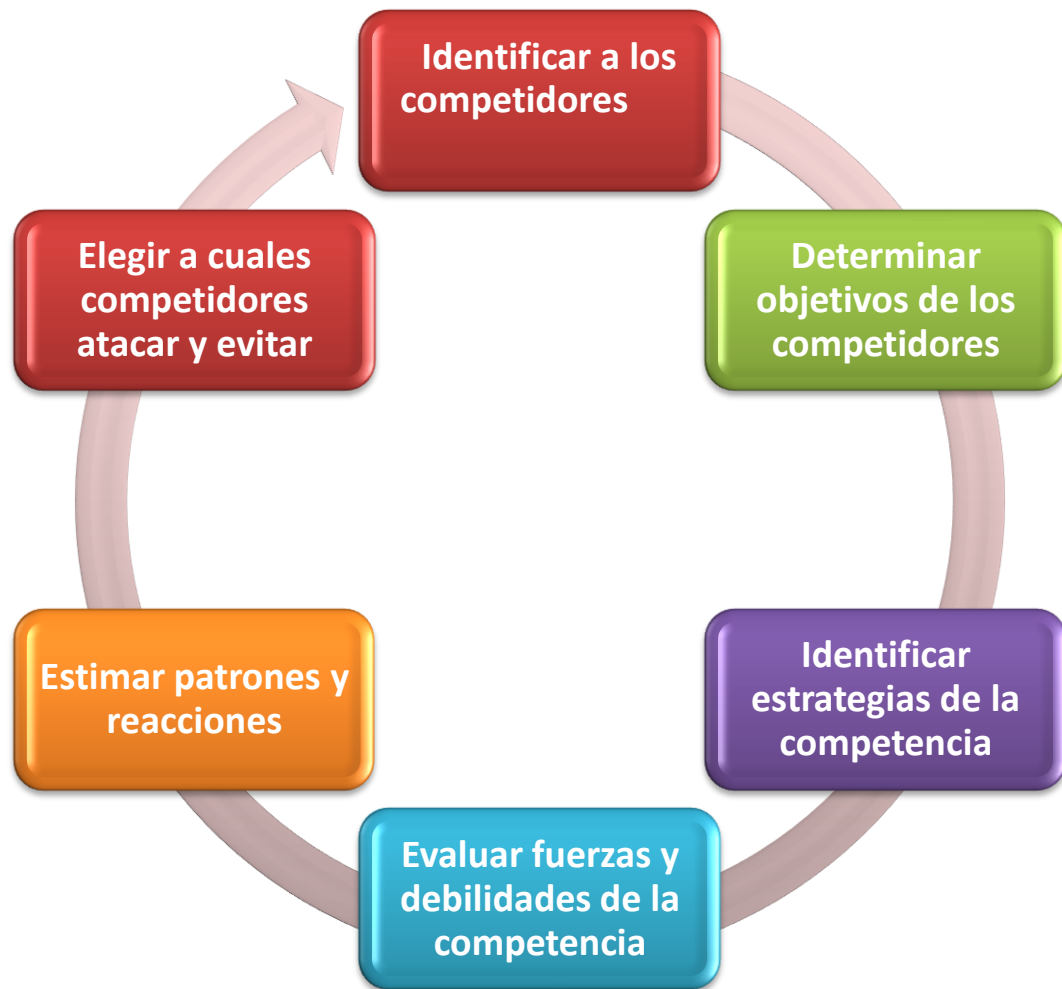 Identificar a los
competidores
Determinar
objetivos de los
competidores
Identificar
estrategias de la
competencia
Evaluar fuerzas y
debilidades de la
competencia
Estimar patrones y
reacciones
Elegir a cuales
competidores
atacar y evitar